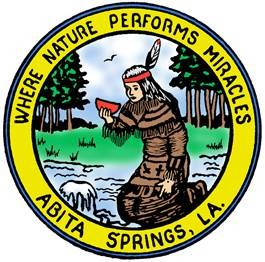 WHERE NATURE PERFORMS MIRACLES
ABITA SPRINGS, LA.